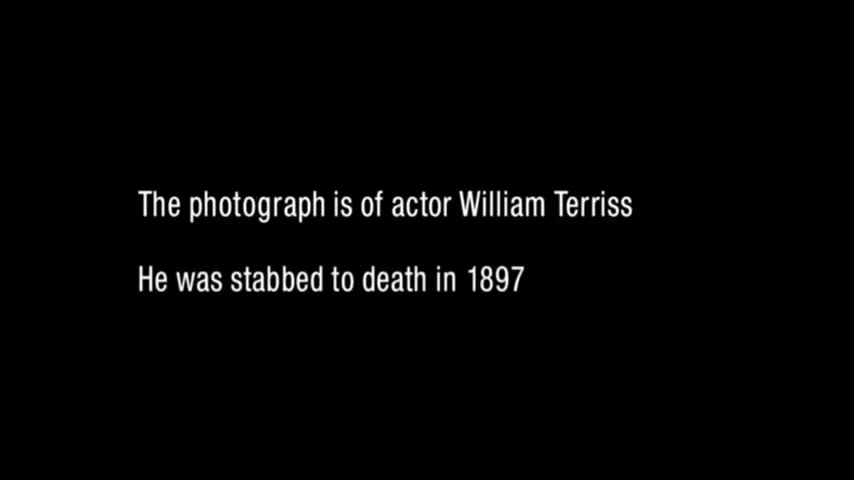 The photograph is of actor William Terriss
He was stabbed to death in 1897